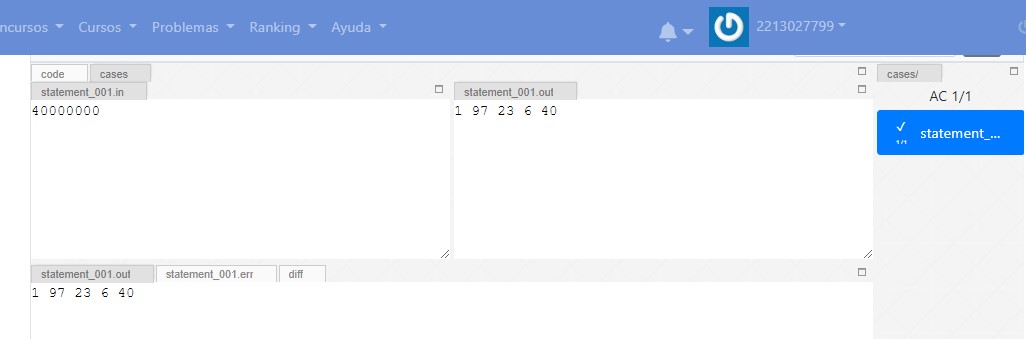 ncursos Cursos Problemas Ranking Ayuda 2213027799
code cases cases/
statement_001.in statement_001.out AC 1/1
40000000 1 97 23 6 40
✓ statement_...
1/1
statement_001.out statement_001.err diff
1 97 23 6 40